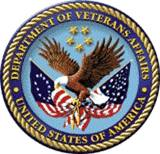 DEPARTMENT OF VETERANS AFFAIRS
UNITED STATES OF AMERICA